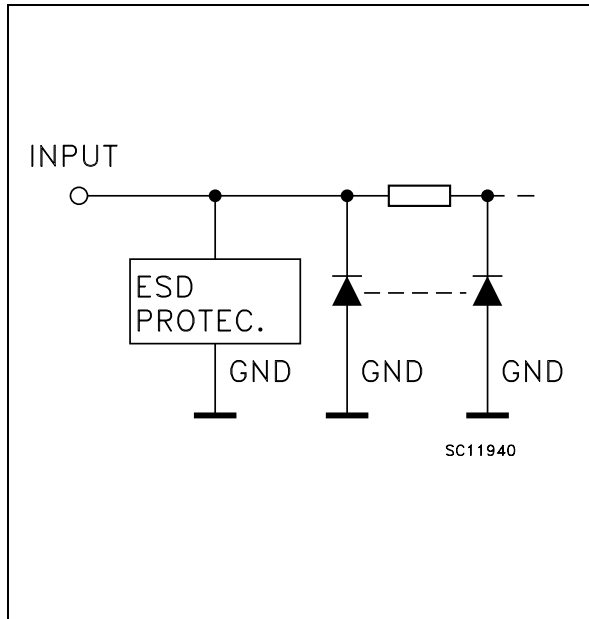 INPUT
ESD
PROTEC.
GND
GND
GND
SC11940